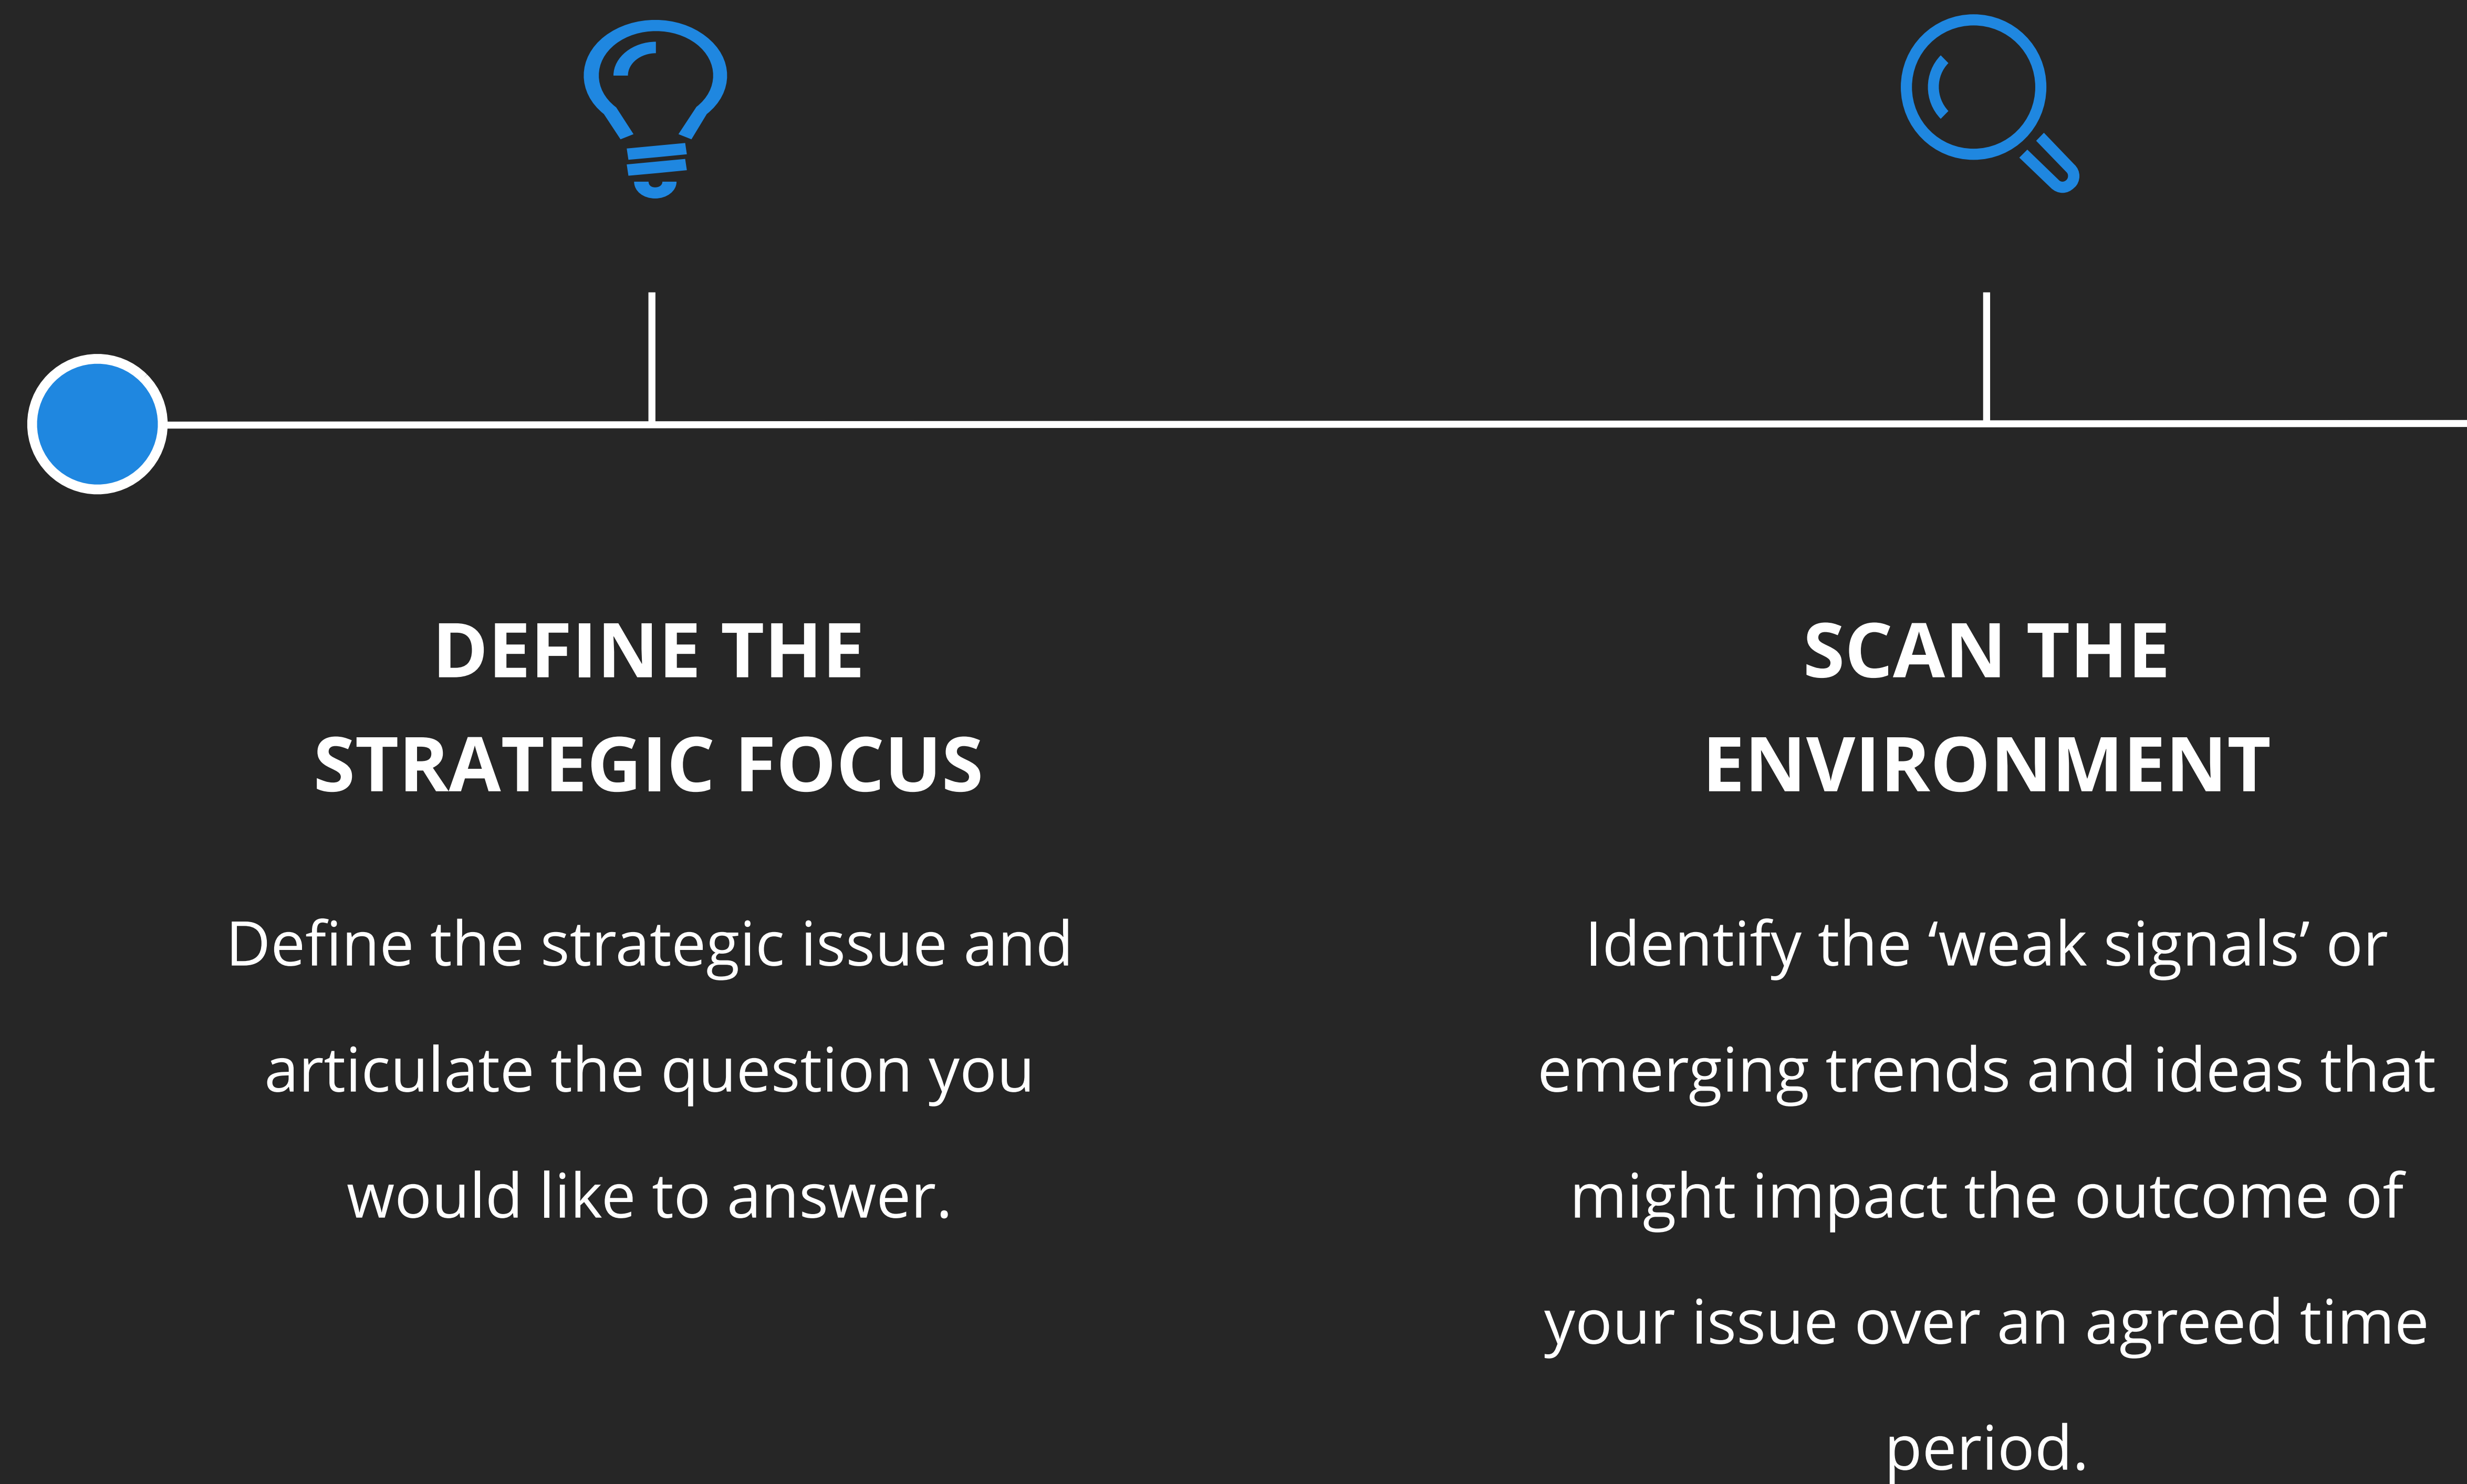 DEFINE THE
STRATEGIC FOCUS
Define the strategic issue and
articulate the question you
would like to answer.
SCAN THE
ENVIRONMENT
Identify the ‘weak signals’ or
emerging trends and ideas that
might impact the outcome of
your issue over an agreed time
period.